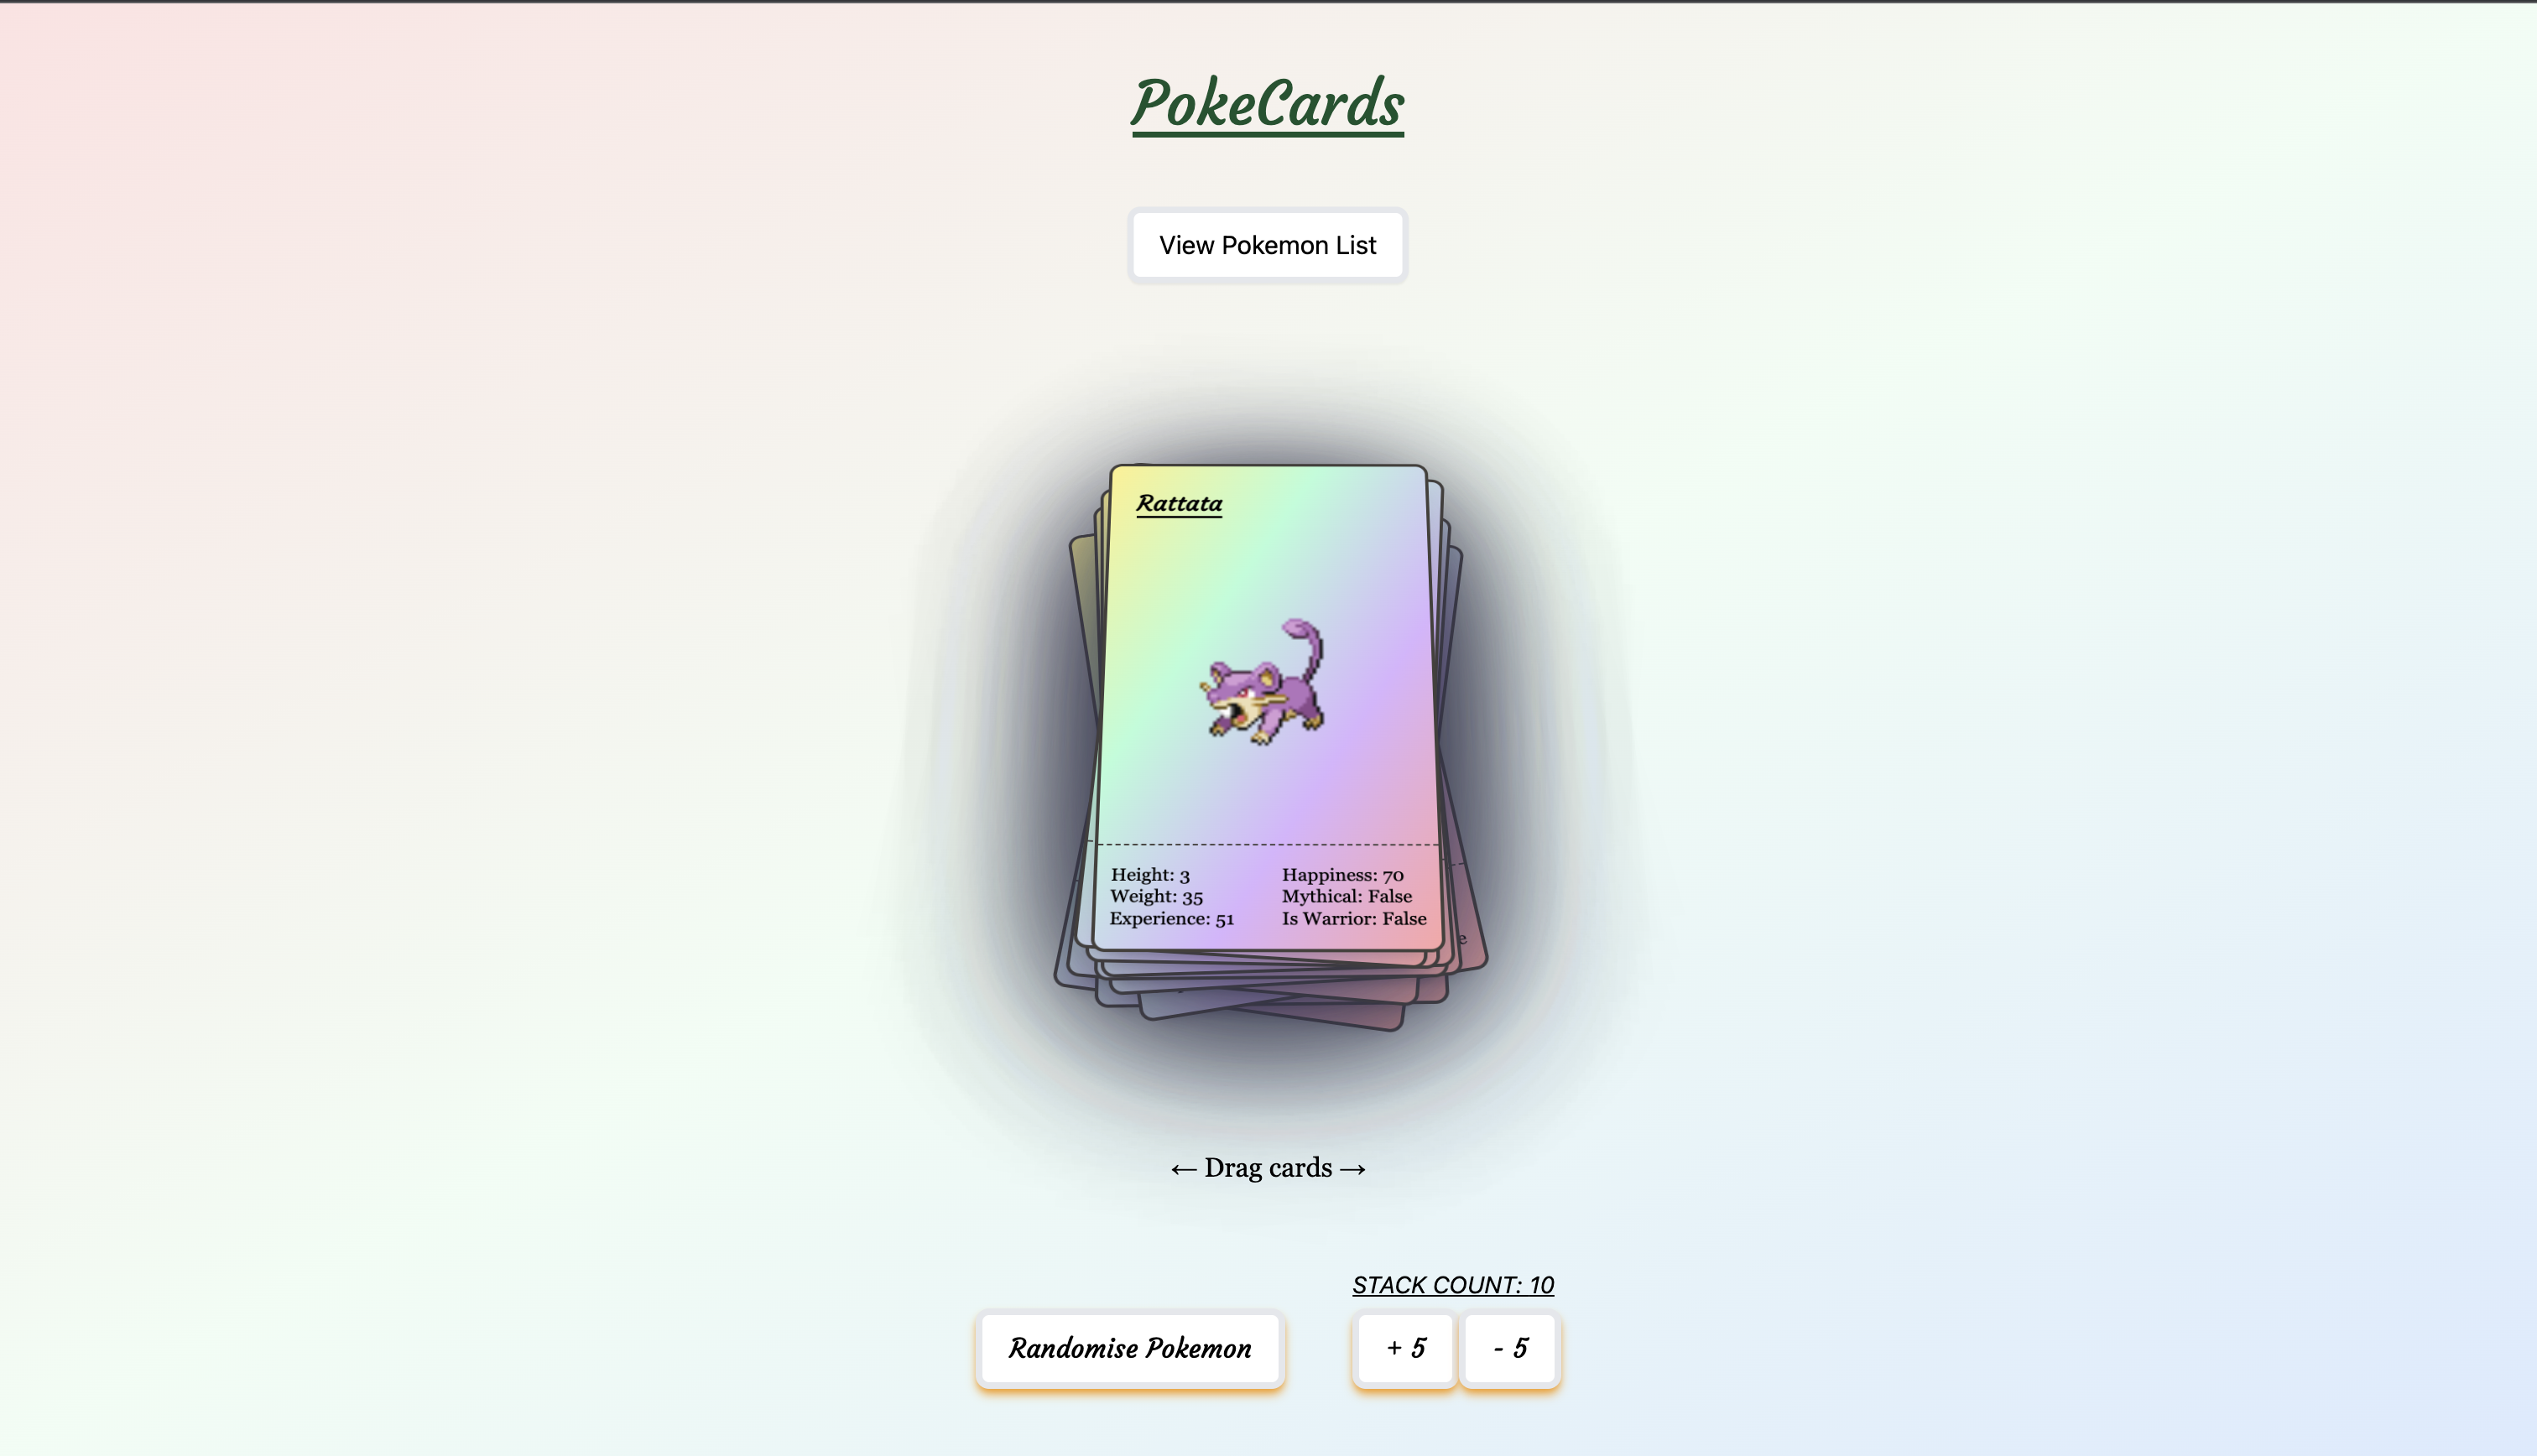 PokeCards
View Pokemon List
Rattata
Height: 3
Weight: 35
Experience: 51
Happiness: 70
Mythical: False
Is Warrior: False
e
← Drag cards →
STACK COUNT: 10
Randomise Pokemon
+ 5
- 5